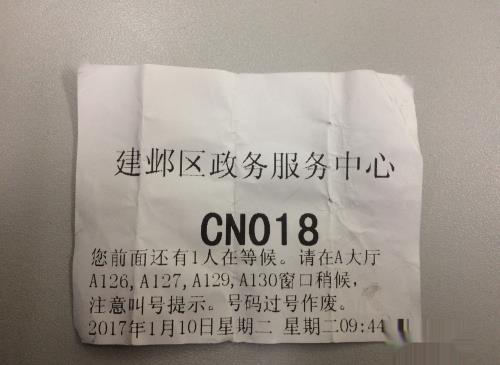 建邺区政务服务中心
CN018
您前面还有1人在等候。请在A大厅
A126,A127,A129,A130窗口稍候，
注意叫号提示。号码过号作废。
2017年1月10日星期二 星期二09:44